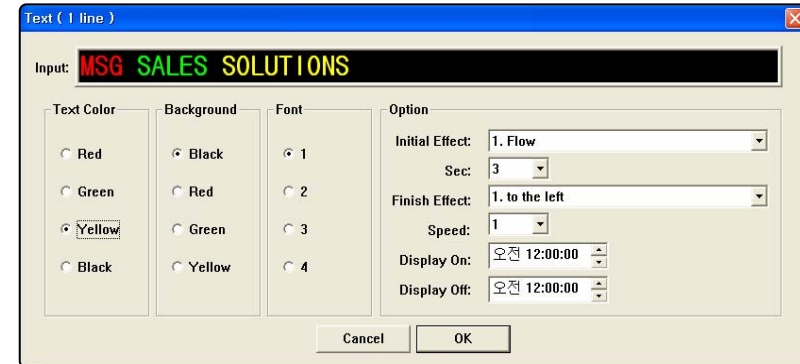 Text ( 1 line )
Input: MSG SALES SOLUTIONS
Text Color
Red
Green
Yellow
Black
Background
Black
Red
Green
Yellow
Font
1
2
3
4
Option
Initial Effect: 1. Flow
Sec: 3
Finish Effect: 1. to the left
Speed: 1
Display On: 오전 12:00:00
Display Off: 오전 12:00:00
Cancel
OK